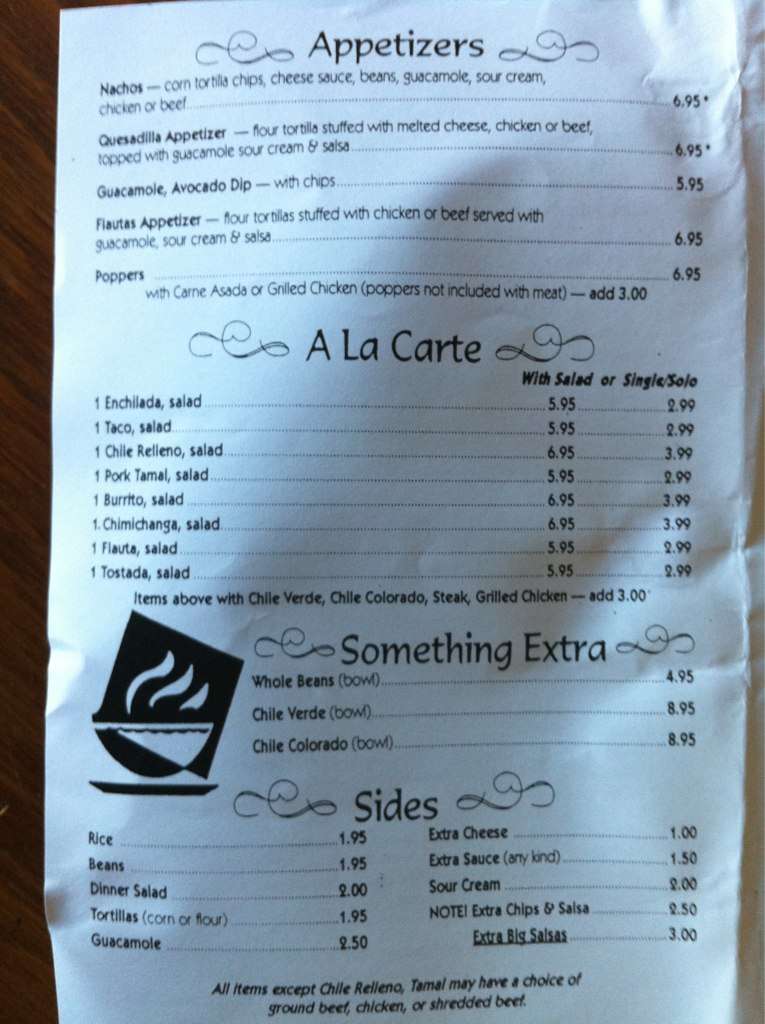 Appetizers
Nachos — corn tortilla chips, cheese sauce, beans, guacamole, sour cream,
chicken or beef 6.95*
Quesadilla Appetizer — flour tortilla stuffed with melted cheese, chicken or beef,
topped with guacamole sour cream & salsa 6.95*
Guacamole, Avocado Dip — with chips 5.95
Flautas Appetizer — flour tortillas stuffed with chicken or beef served with
guacamole, sour cream & salsa 6.95
Poppers 6.95
with Carne Asada or Grilled Chicken (poppers not included with meat) — add 3.00
A La Carte
With Salad or Single/Solo
1 Enchilada, salad 5.95 2.99
1 Taco, salad 5.95 2.99
1 Chile Relleno, salad 6.95 3.99
1 Pork Tamal, salad 5.95 2.99
1 Burrito, salad 6.95 3.99
1. Chimichanga, salad 6.95 3.99
1 Flauta, salad 5.95 2.99
1 Tostada, salad 5.95 2.99
Items above with Chile Verde, Chile Colorado, Steak, Grilled Chicken — add 3.00
Something Extra
Whole Beans (bowl) 4.95
Chile Verde (bowl) 8.95
Chile Colorado (bowl) 8.95
Sides
Rice 1.95
Beans 1.95
Dinner Salad 2.00
Tortillas (corn or flour) 1.95
Guacamole 2.50
Extra Cheese 1.00
Extra Sauce (any kind) 1.50
Sour Cream 2.00
NOTE! Extra Chips & Salsa 2.50
Extra Big Salsas 3.00
All items except Chile Relleno, Tamal may have a choice of
ground beef, chicken, or shredded beef.